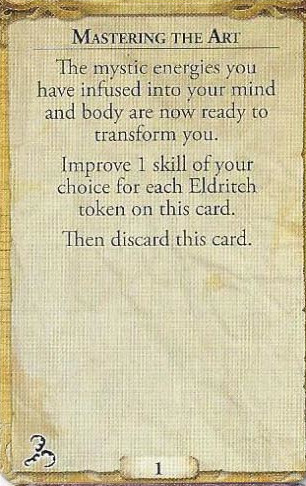 MASTERING THE ART
The mystic energies you
have infused into your mind
and body are now ready to
transform you.
Improve 1 skill of your
choice for each Eldritch
token on this card.
Then discard this card.
1